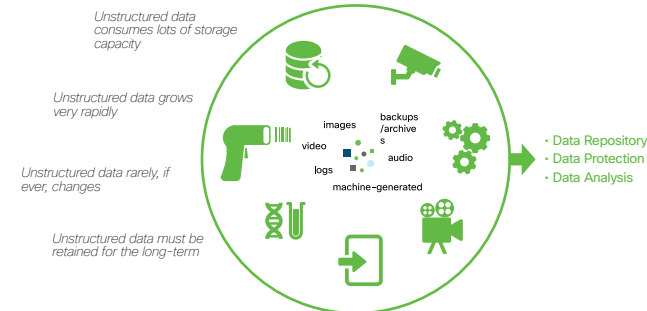 Unstructured data
consumes lots of storage
capacity
Unstructured data grows
very rapidly
Unstructured data rarely, if
ever, changes
Unstructured data must be
retained for the long-term
images
backups
/archive
s
video
audio
logs
machine-generated
• Data Repository
• Data Protection
• Data Analysis